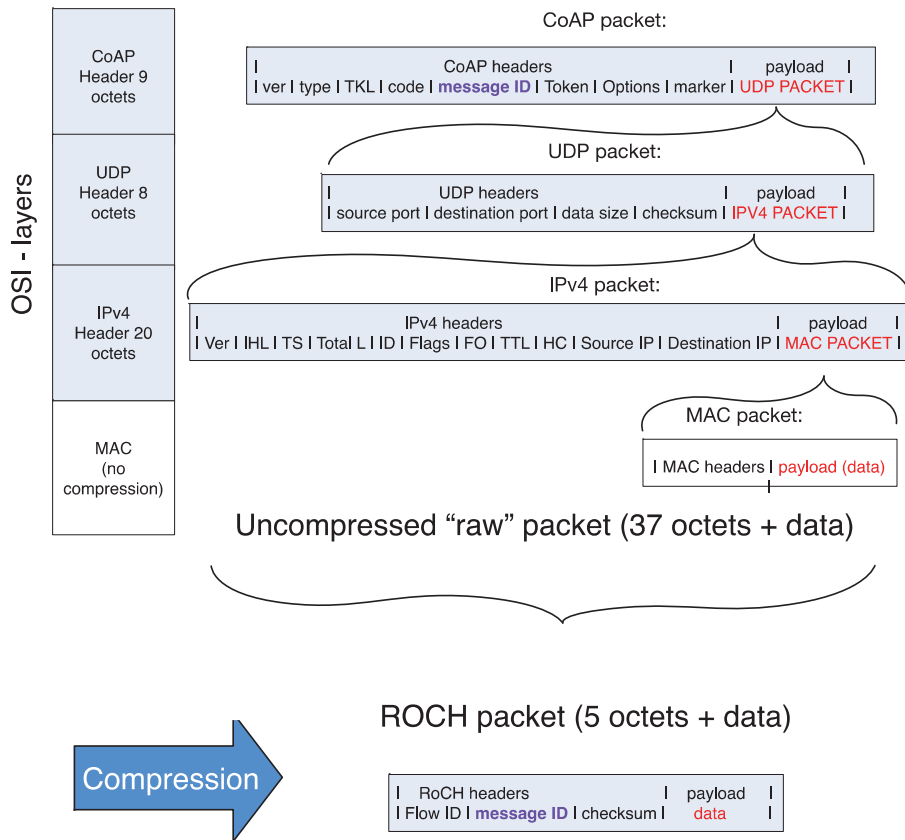 CoAP packet:
CoAP
Header 9
octets
CoAP headers | payload |
| ver | type | TKL | code | message ID | Token | Options | marker | UDP PACKET |
OSI - layers
UDP
Header 8
octets
UDP packet:
| UDP headers | payload |
| source port | destination port | data size | checksum | IPV4 PACKET |
IPv4
Header 20
octets
IPv4 packet:
| IPv4 headers | payload |
| Ver | IHL | TS | Total L | ID | Flags | FO | TTL | HC | Source IP | Destination IP | MAC PACKET |
MAC
(no
compression)
MAC packet:
| MAC headers | payload (data)
Uncompressed “raw” packet (37 octets + data)
ROCH packet (5 octets + data)
Compression
| RoCH headers | payload |
| Flow ID | message ID | checksum | data |